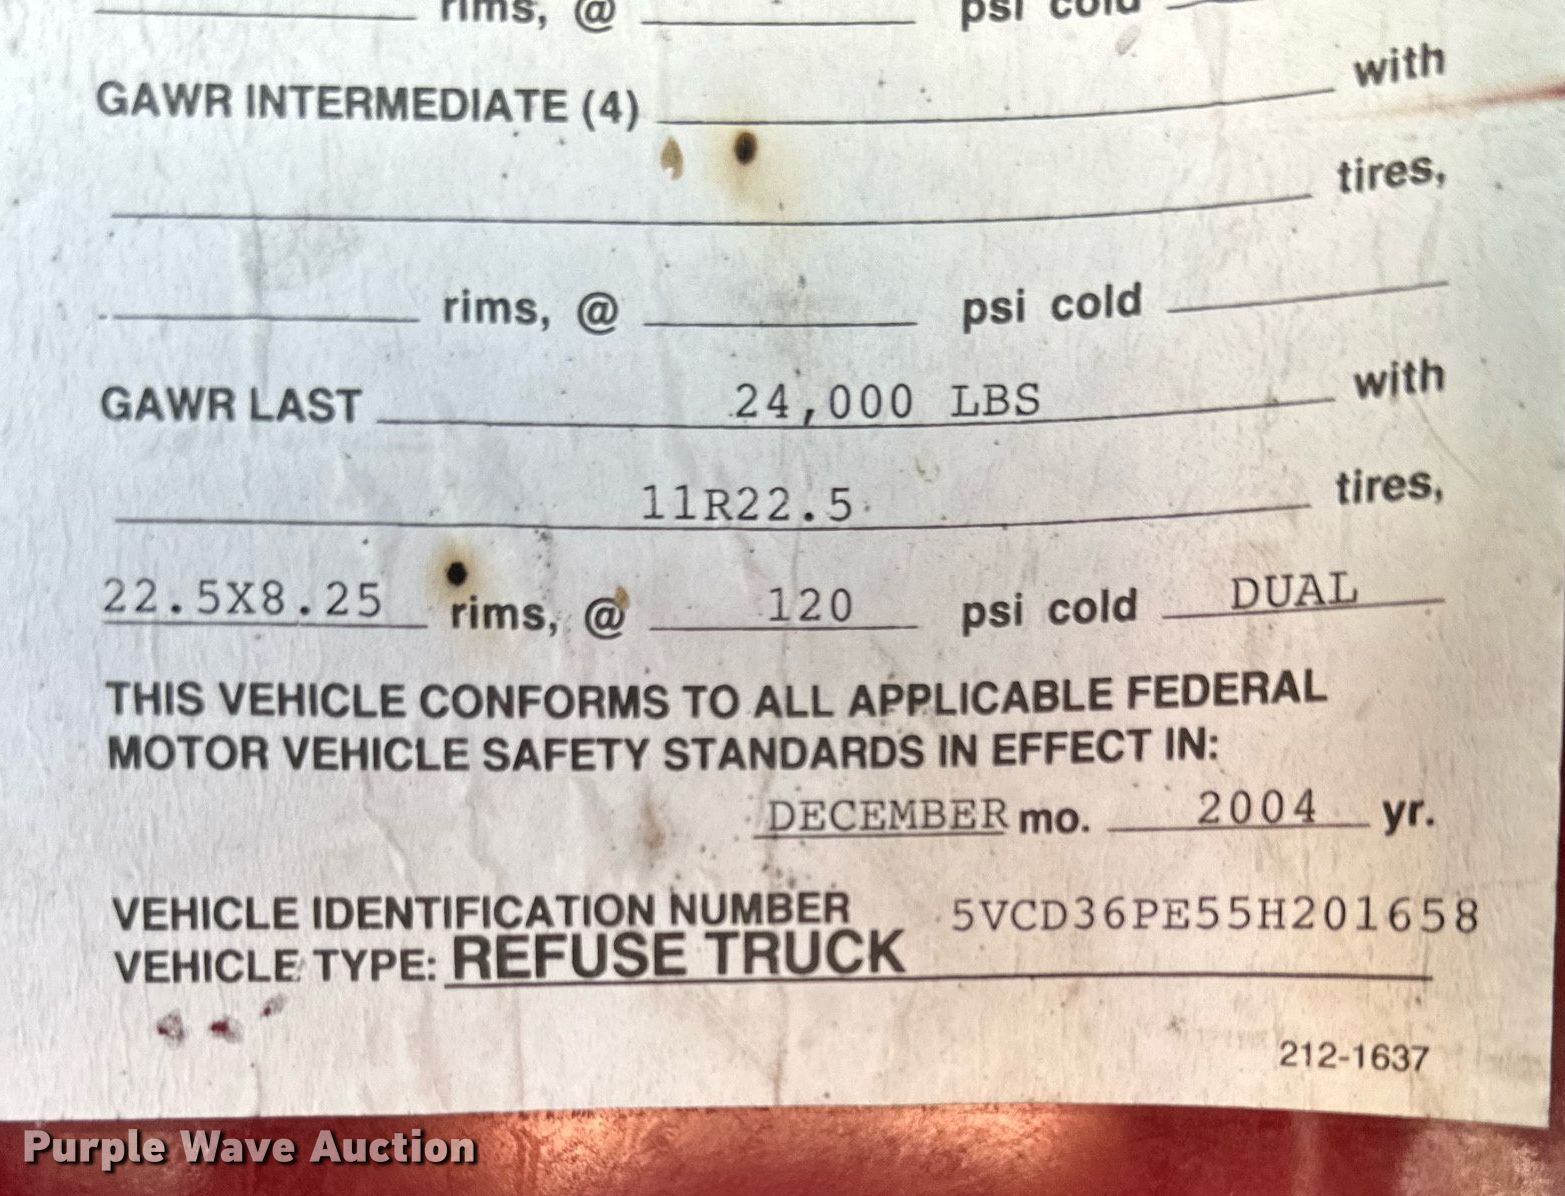 rims, @ psi cold
GAWR INTERMEDIATE (4) with
tires,
rims, @ psi cold
GAWR LAST 24,000 LBS with
11R22.5 tires,
22.5X8.25 rims, @ 120 psi cold DUAL
THIS VEHICLE CONFORMS TO ALL APPLICABLE FEDERAL
MOTOR VEHICLE SAFETY STANDARDS IN EFFECT IN:
DECEMBER mo. 2004 yr.
VEHICLE IDENTIFICATION NUMBER 5VCD36PE55H201658
VEHICLE TYPE: REFUSE TRUCK
212-1637
Purple Wave Auction